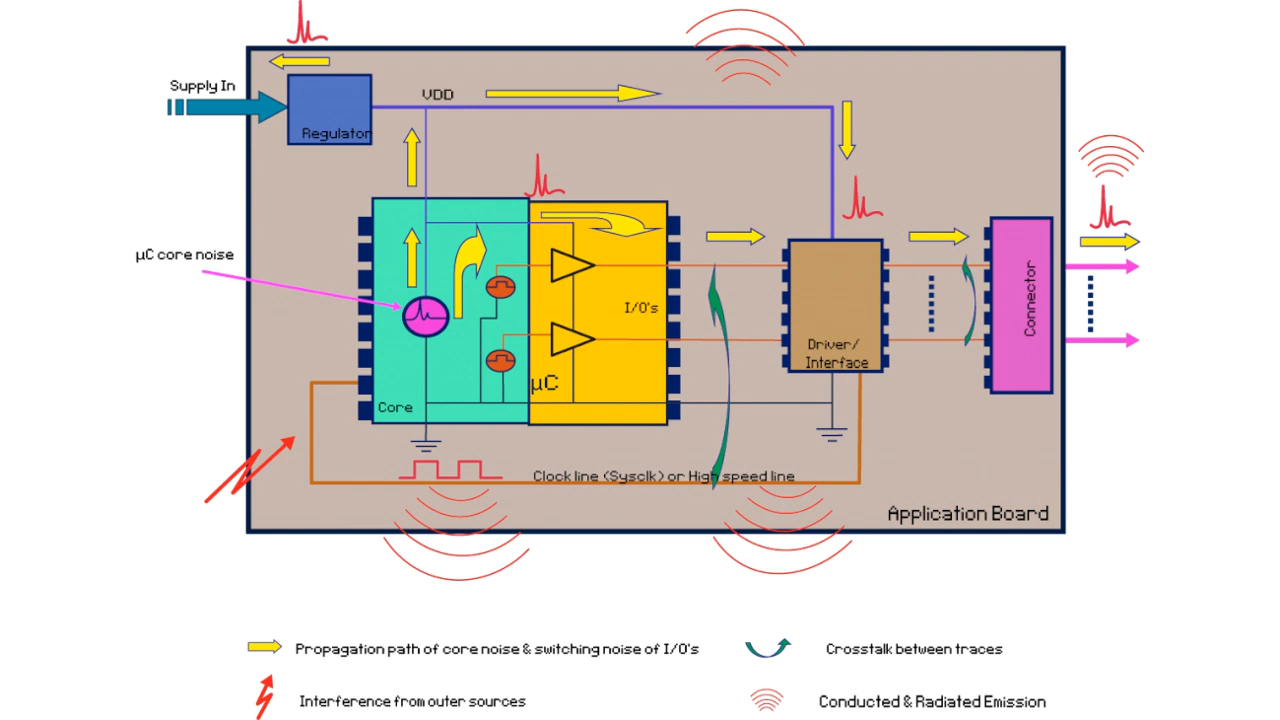 Supply In
VDD
Regulator
µC core noise
I/O's
Connector
Driver/
Interface
µC
Core
Clock line (Sysclk) or High speed line
Application Board
Propagation path of core noise & switching noise of I/O's
Crosstalk between traces
Interference from outer sources
Conducted & Radiated Emission